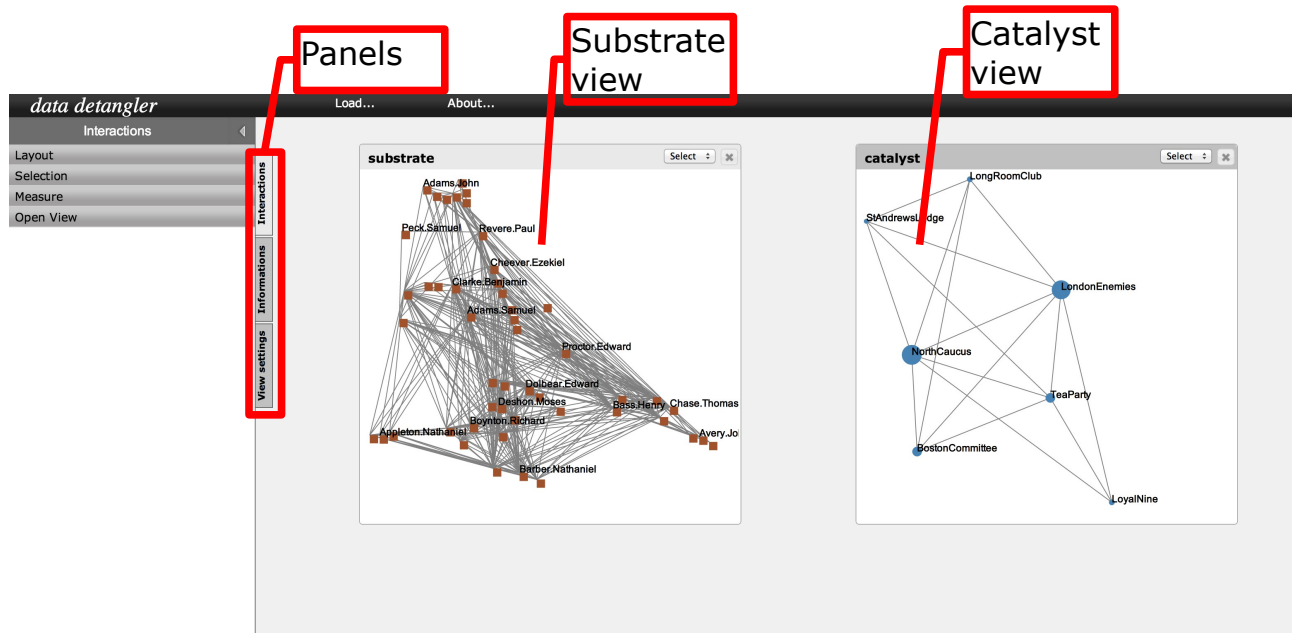 Panels
Substrate
view
Catalyst
view
data detangler
Load...
About...
Interactions
Layout
Selection
Measure
Open View
Interactions
Informations
View settings
substrate
Select
Adams.John
Peck.Samuel
Revere.Paul
Cheever.Ezekiel
Clarke.Benjamin
Adams.Samuel
Proctor.Edward
Dolbear.Edward
Deshon.Moses
Bass.Henry
Chase.Thomas
Boynton.Richard
Appleton.Nathaniel
Avery.Jo
Barber.Nathaniel
catalyst
Select
LongRoomClub
StAndrewsLodge
LondonEnemies
NorthCaucus
TeaParty
BostonCommittee
LoyalNine